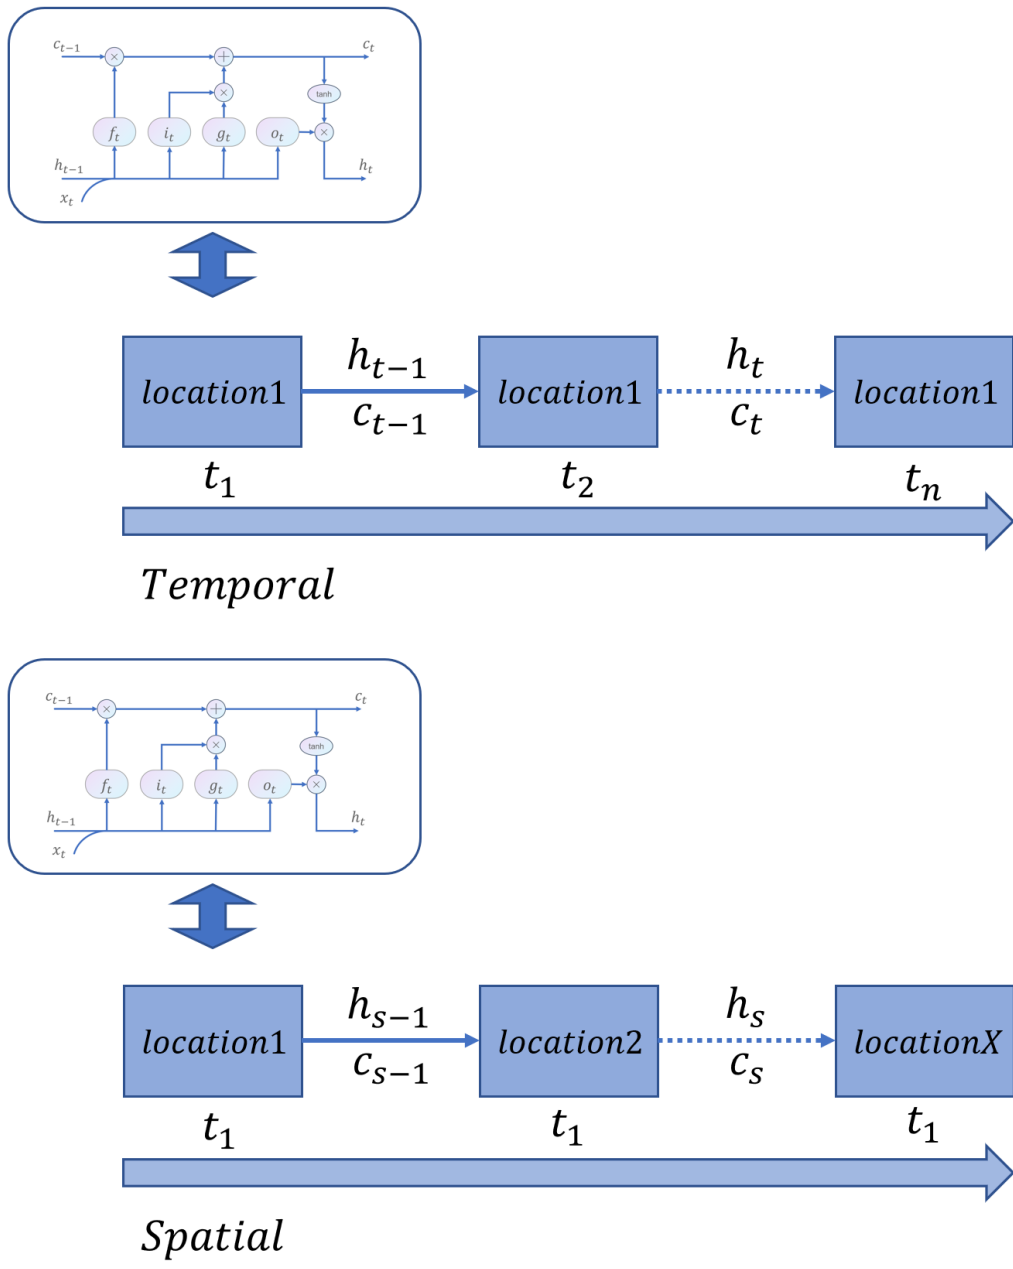 c_{t−1} × + c_t
× tanh
f_t i_t g_t o_t ×
h_{t−1} h_t
x_t
h_{t−1} h_t
location1 location1 location1
c_{t−1} c_t
t_1 t_2 t_n
Temporal
c_{t−1} × + c_t
× tanh
f_t i_t g_t o_t ×
h_{t−1} h_t
x_t
h_{s−1} h_s
location1 location2 locationX
c_{s−1} c_s
t_1 t_1 t_1
Spatial